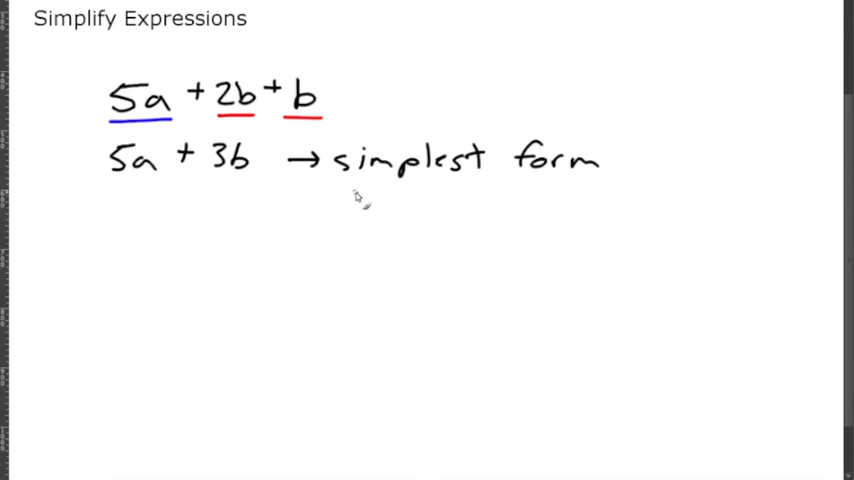 Simplify Expressions
5a + 2b + b
5a + 3b → simplest form